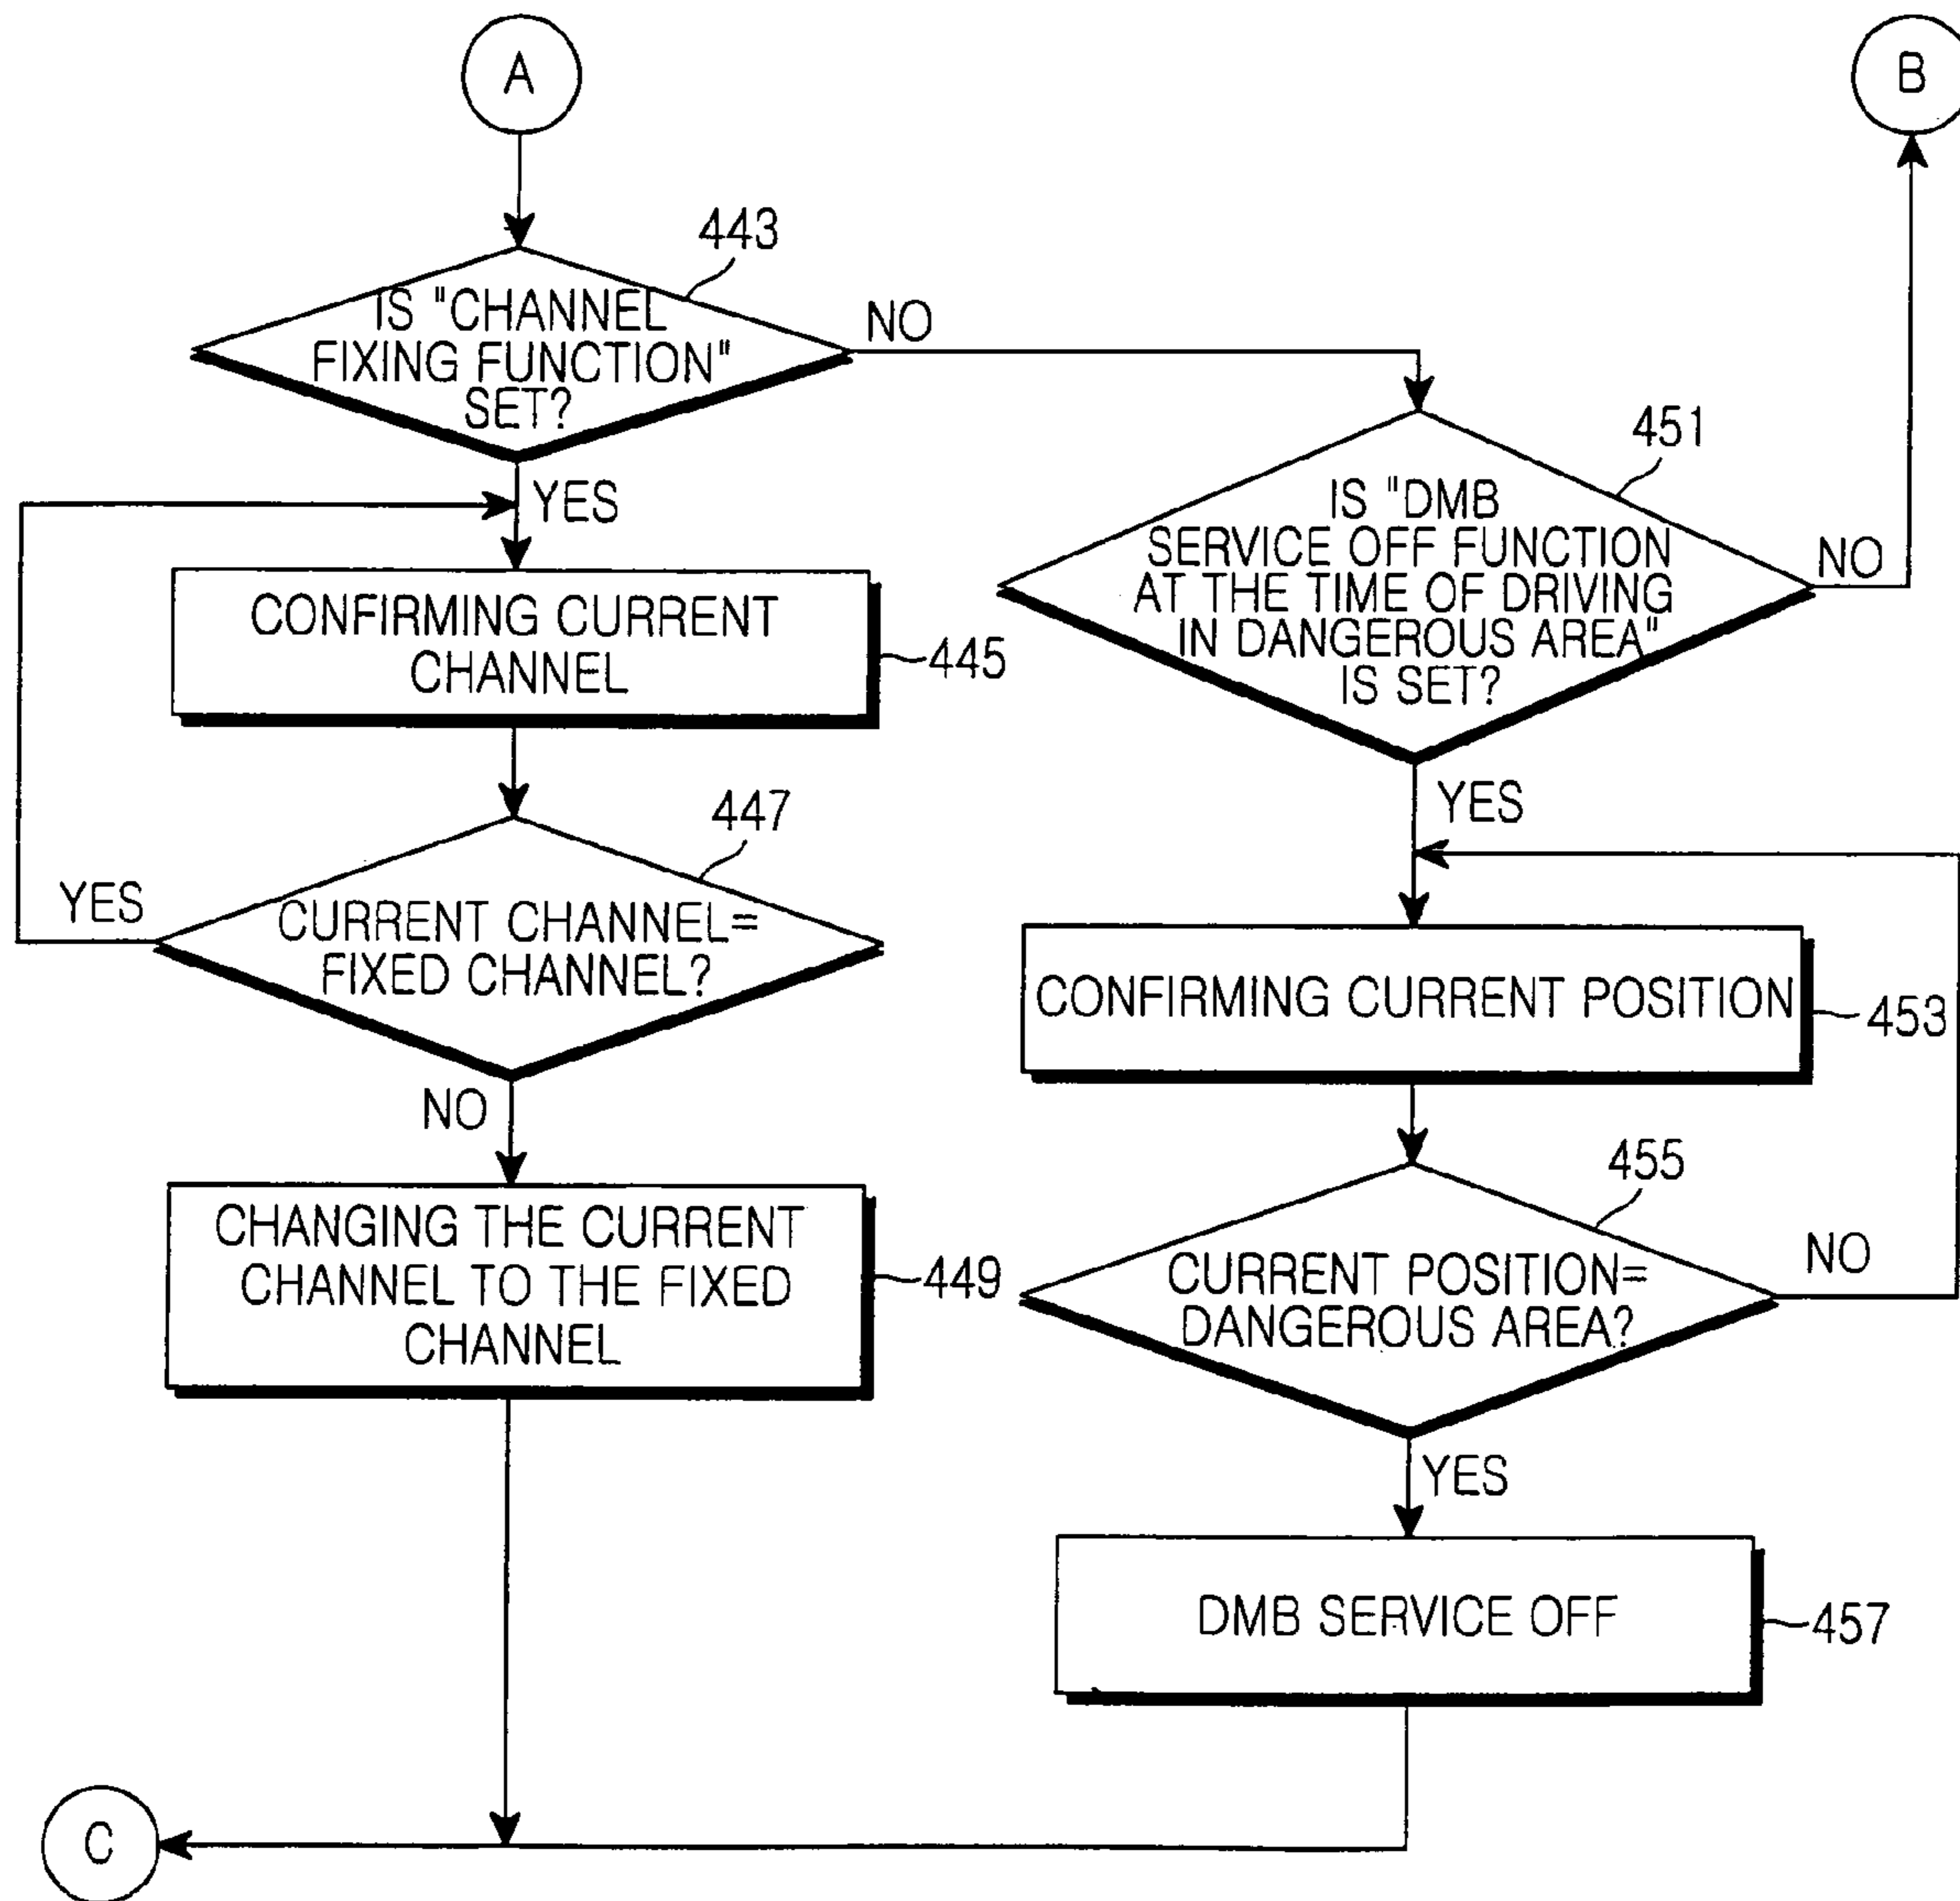 A
B
443
IS "CHANNEL
FIXING FUNCTION"
SET?
NO
YES
451
IS "DMB
SERVICE OFF FUNCTION
AT THE TIME OF DRIVING
IN DANGEROUS AREA"
IS SET?
NO
YES
CONFIRMING CURRENT
CHANNEL
445
447
CURRENT CHANNEL=
FIXED CHANNEL?
YES
NO
CONFIRMING CURRENT POSITION
453
CHANGING THE CURRENT
CHANNEL TO THE FIXED
CHANNEL
449
455
CURRENT POSITION=
DANGEROUS AREA?
NO
YES
DMB SERVICE OFF
457
C